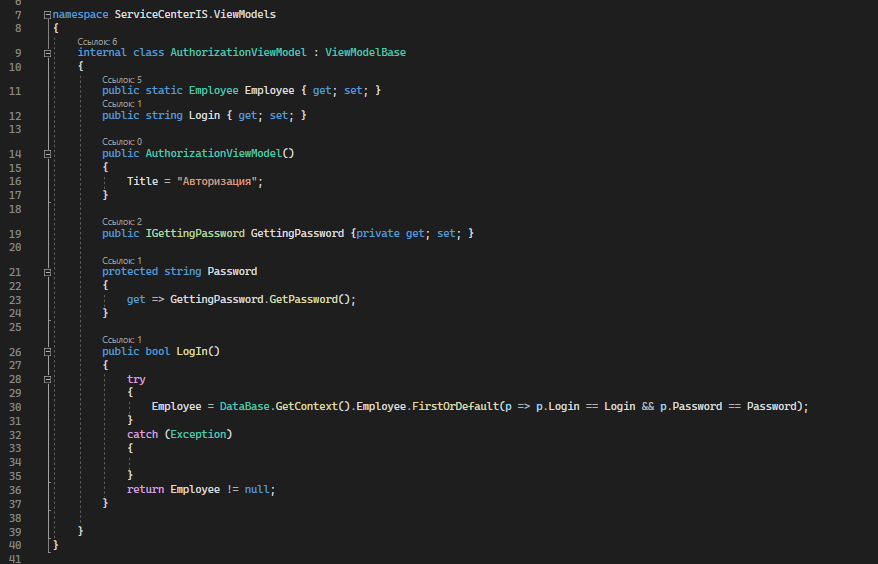 6
7 namespace ServiceCenterIS.ViewModels
8 {
Ссылок: 6
9 internal class AuthorizationViewModel : ViewModelBase
10 {
Ссылок: 5
11 public static Employee Employee { get; set; }
Ссылок: 1
12 public string Login { get; set; }
13
Ссылок: 0
14 public AuthorizationViewModel()
15 {
16 Title = "Авторизация";
17 }
18
Ссылок: 2
19 public IGettingPassword GettingPassword {private get; set; }
20
Ссылок: 1
21 protected string Password
22 {
23 get => GettingPassword.GetPassword();
24 }
25
Ссылок: 1
26 public bool LogIn()
27 {
28 try
29 {
30 Employee = DataBase.GetContext().Employee.FirstOrDefault(p => p.Login == Login && p.Password == Password);
31 }
32 catch (Exception)
33 {
34
35 }
36 return Employee != null;
37 }
38
39 }
40 }
41